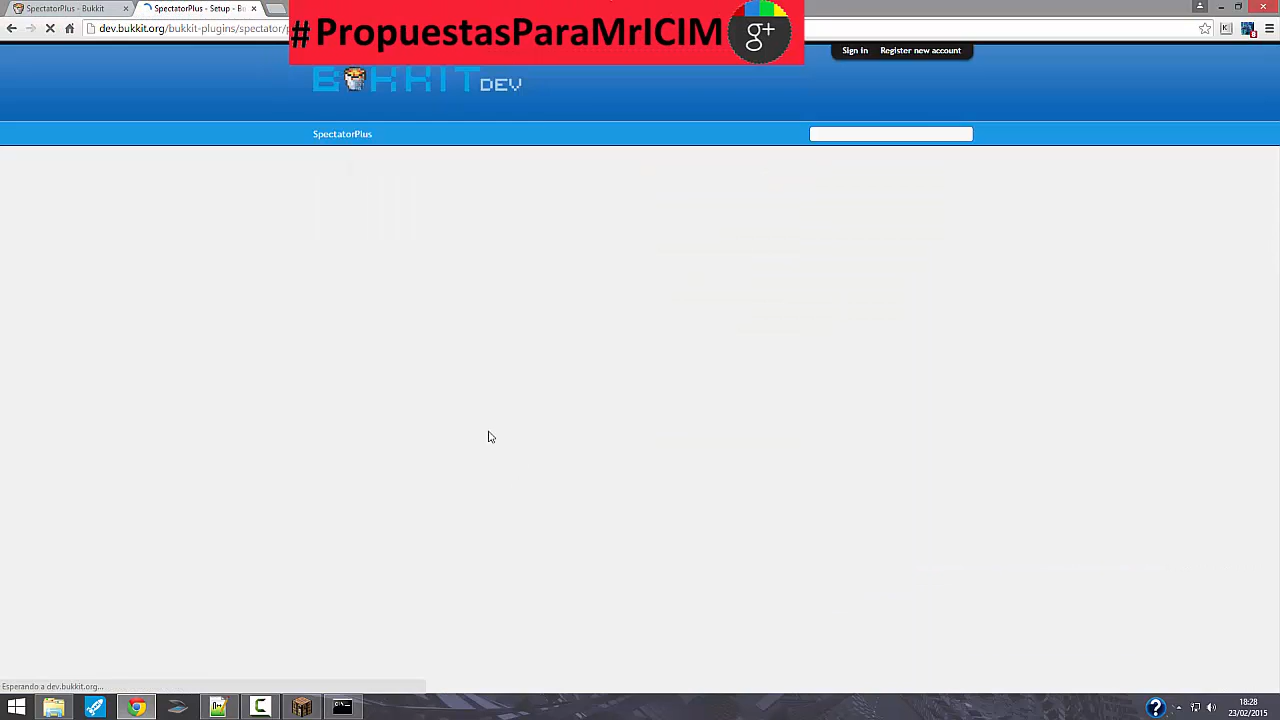 SpectatorPlus - Bukkit
SpectatorPlus - Setup - B
#PropuestasParaMrICIM
g+
dev.bukkit.org/bukkit-plugins/spectator/p
Sign in
Register new account
BUKKIT DEV
SpectatorPlus
Esperando a dev.bukkit.org...
18:28
23/02/2015